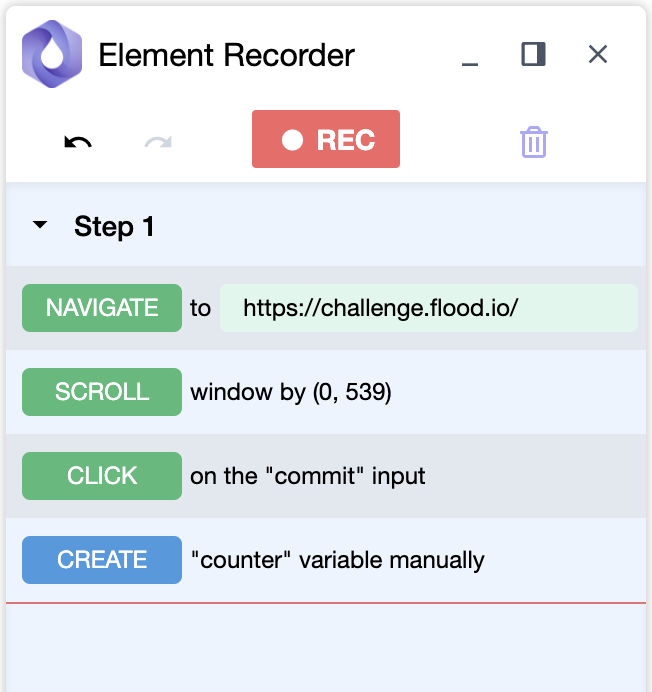 Element Recorder
REC
Step 1
NAVIGATE to https://challenge.flood.io/
SCROLL window by (0, 539)
CLICK on the "commit" input
CREATE "counter" variable manually